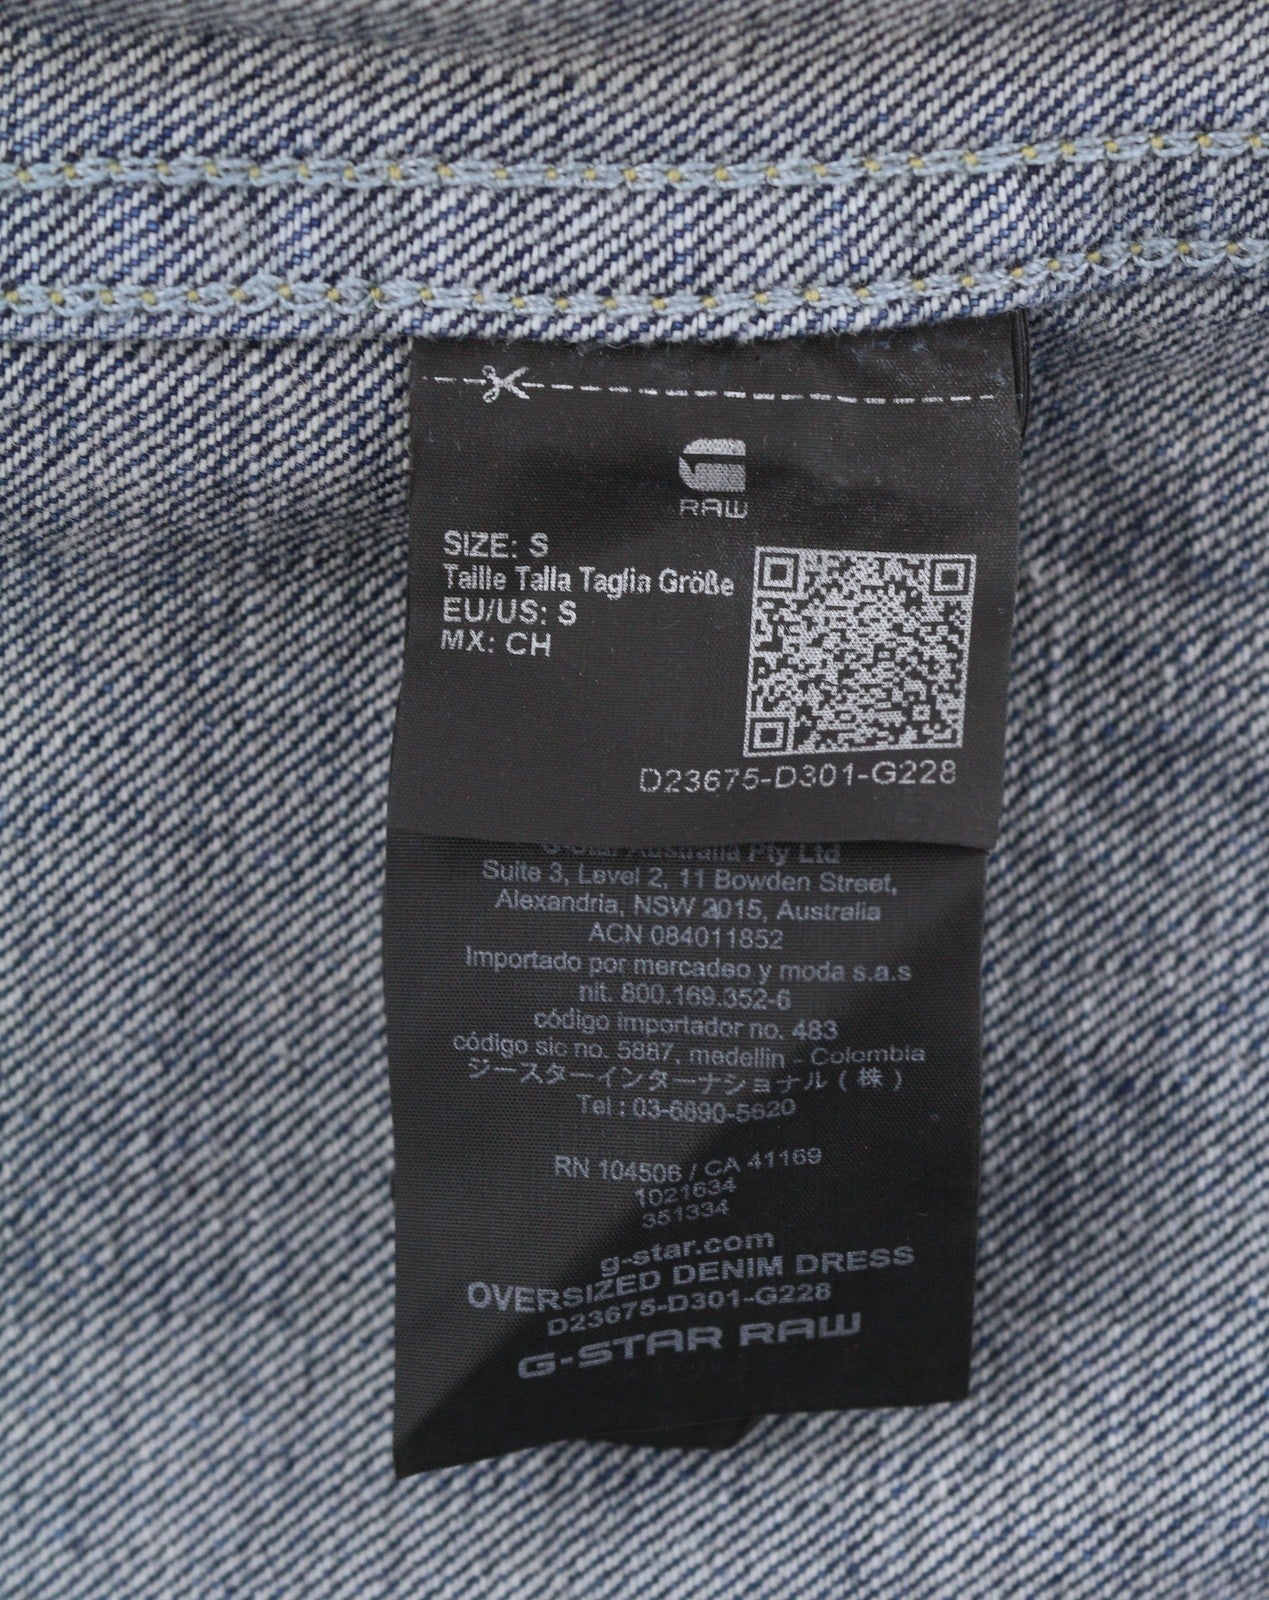 RAW
SIZE: S
Taille Talla Taglia Größe
EU/US: S
MX: CH
D23675-D301-G228
G-Star Australia Pty Ltd
Suite 3, Level 2, 11 Bowden Street,
Alexandria, NSW 2015, Australia
ACN 084011852
Importado por mercadeo y moda s.a.s
nit. 800.169.352-6
código importador no. 483
código sic no. 5887, medellin - Colombia
ジースターインターナショナル ( 株 )
Tel : 03-6890-5620
RN 104506 / CA 41169
1021634
351334
g-star.com
OVERSIZED DENIM DRESS
D23675-D301-G228
G-STAR RAW